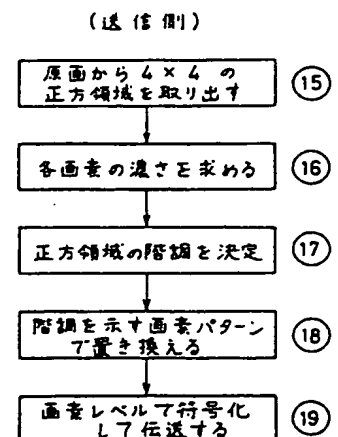 (送信側)
原画から4×4の
正方領域を取り出す
15
各画素の濃さを求める
16
正方領域の階調を決定
17
階調を示す画素パターン
で置き換える
18
画素レベルで符号化
して伝送する
19